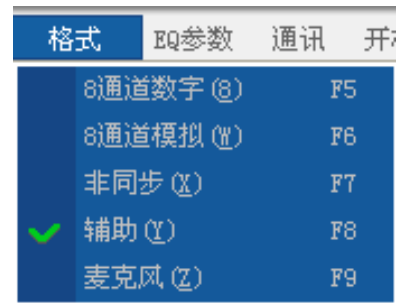 格式 EQ参数 通讯
8通道数字(8) F5
8通道模拟(W) F6
非同步(X) F7
辅助(Y) F8
麦克风(Z) F9